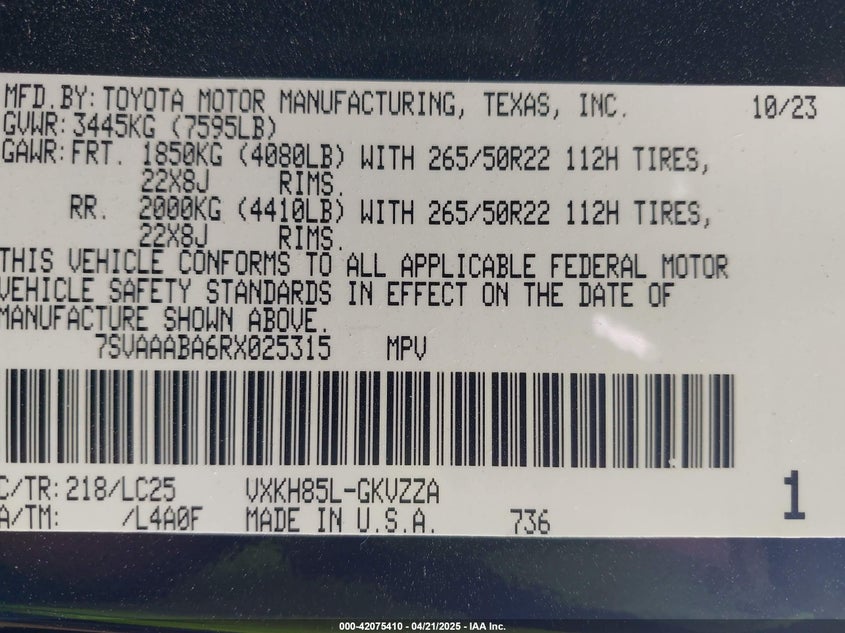 MFD.BY: TOYOTA MOTOR MANUFACTURING, TEXAS, INC. 10/23
GVWR: 3445KG (7595LB)
GAWR: FRT. 1850KG (4080LB) WITH 265/50R22 112H TIRES,
22X8J RIMS.
RR. 2000KG (4410LB) WITH 265/50R22 112H TIRES,
22X8J RIMS.
THIS VEHICLE CONFORMS TO ALL APPLICABLE FEDERAL MOTOR
VEHICLE SAFETY STANDARDS IN EFFECT ON THE DATE OF
MANUFACTURE SHOWN ABOVE.
7SVAAABA6RX025315 MPV
C/TR: 218/LC25 VXKH85L-GKVZZA
A/TM: /L4A0F MADE IN U.S.A. 736
1
000-42075410 - 04/21/2025 - IAA Inc.